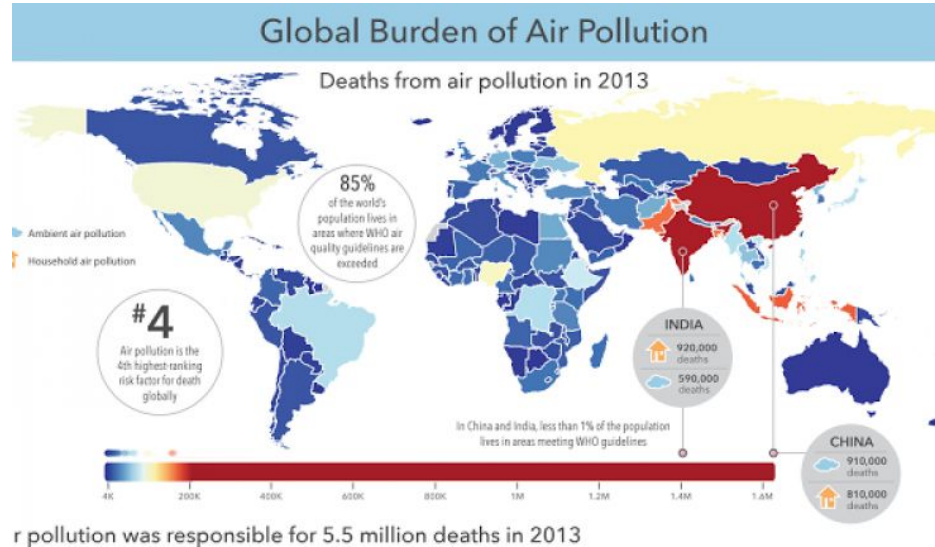 Global Burden of Air Pollution
Deaths from air pollution in 2013
85%
of the world's
population lives in
areas where WHO air
quality guidelines are
exceeded
Ambient air pollution
Household air pollution
#4
Air pollution is the
4th highest-ranking
risk factor for death
globally
INDIA
920,000
deaths
590,000
deaths
In China and India, less than 1% of the population
lives in areas meeting WHO guidelines
CHINA
910,000
deaths
810,000
deaths
4K 200K 400K 600K 800K 1M 1.2M 1.4M 1.6M
r pollution was responsible for 5.5 million deaths in 2013